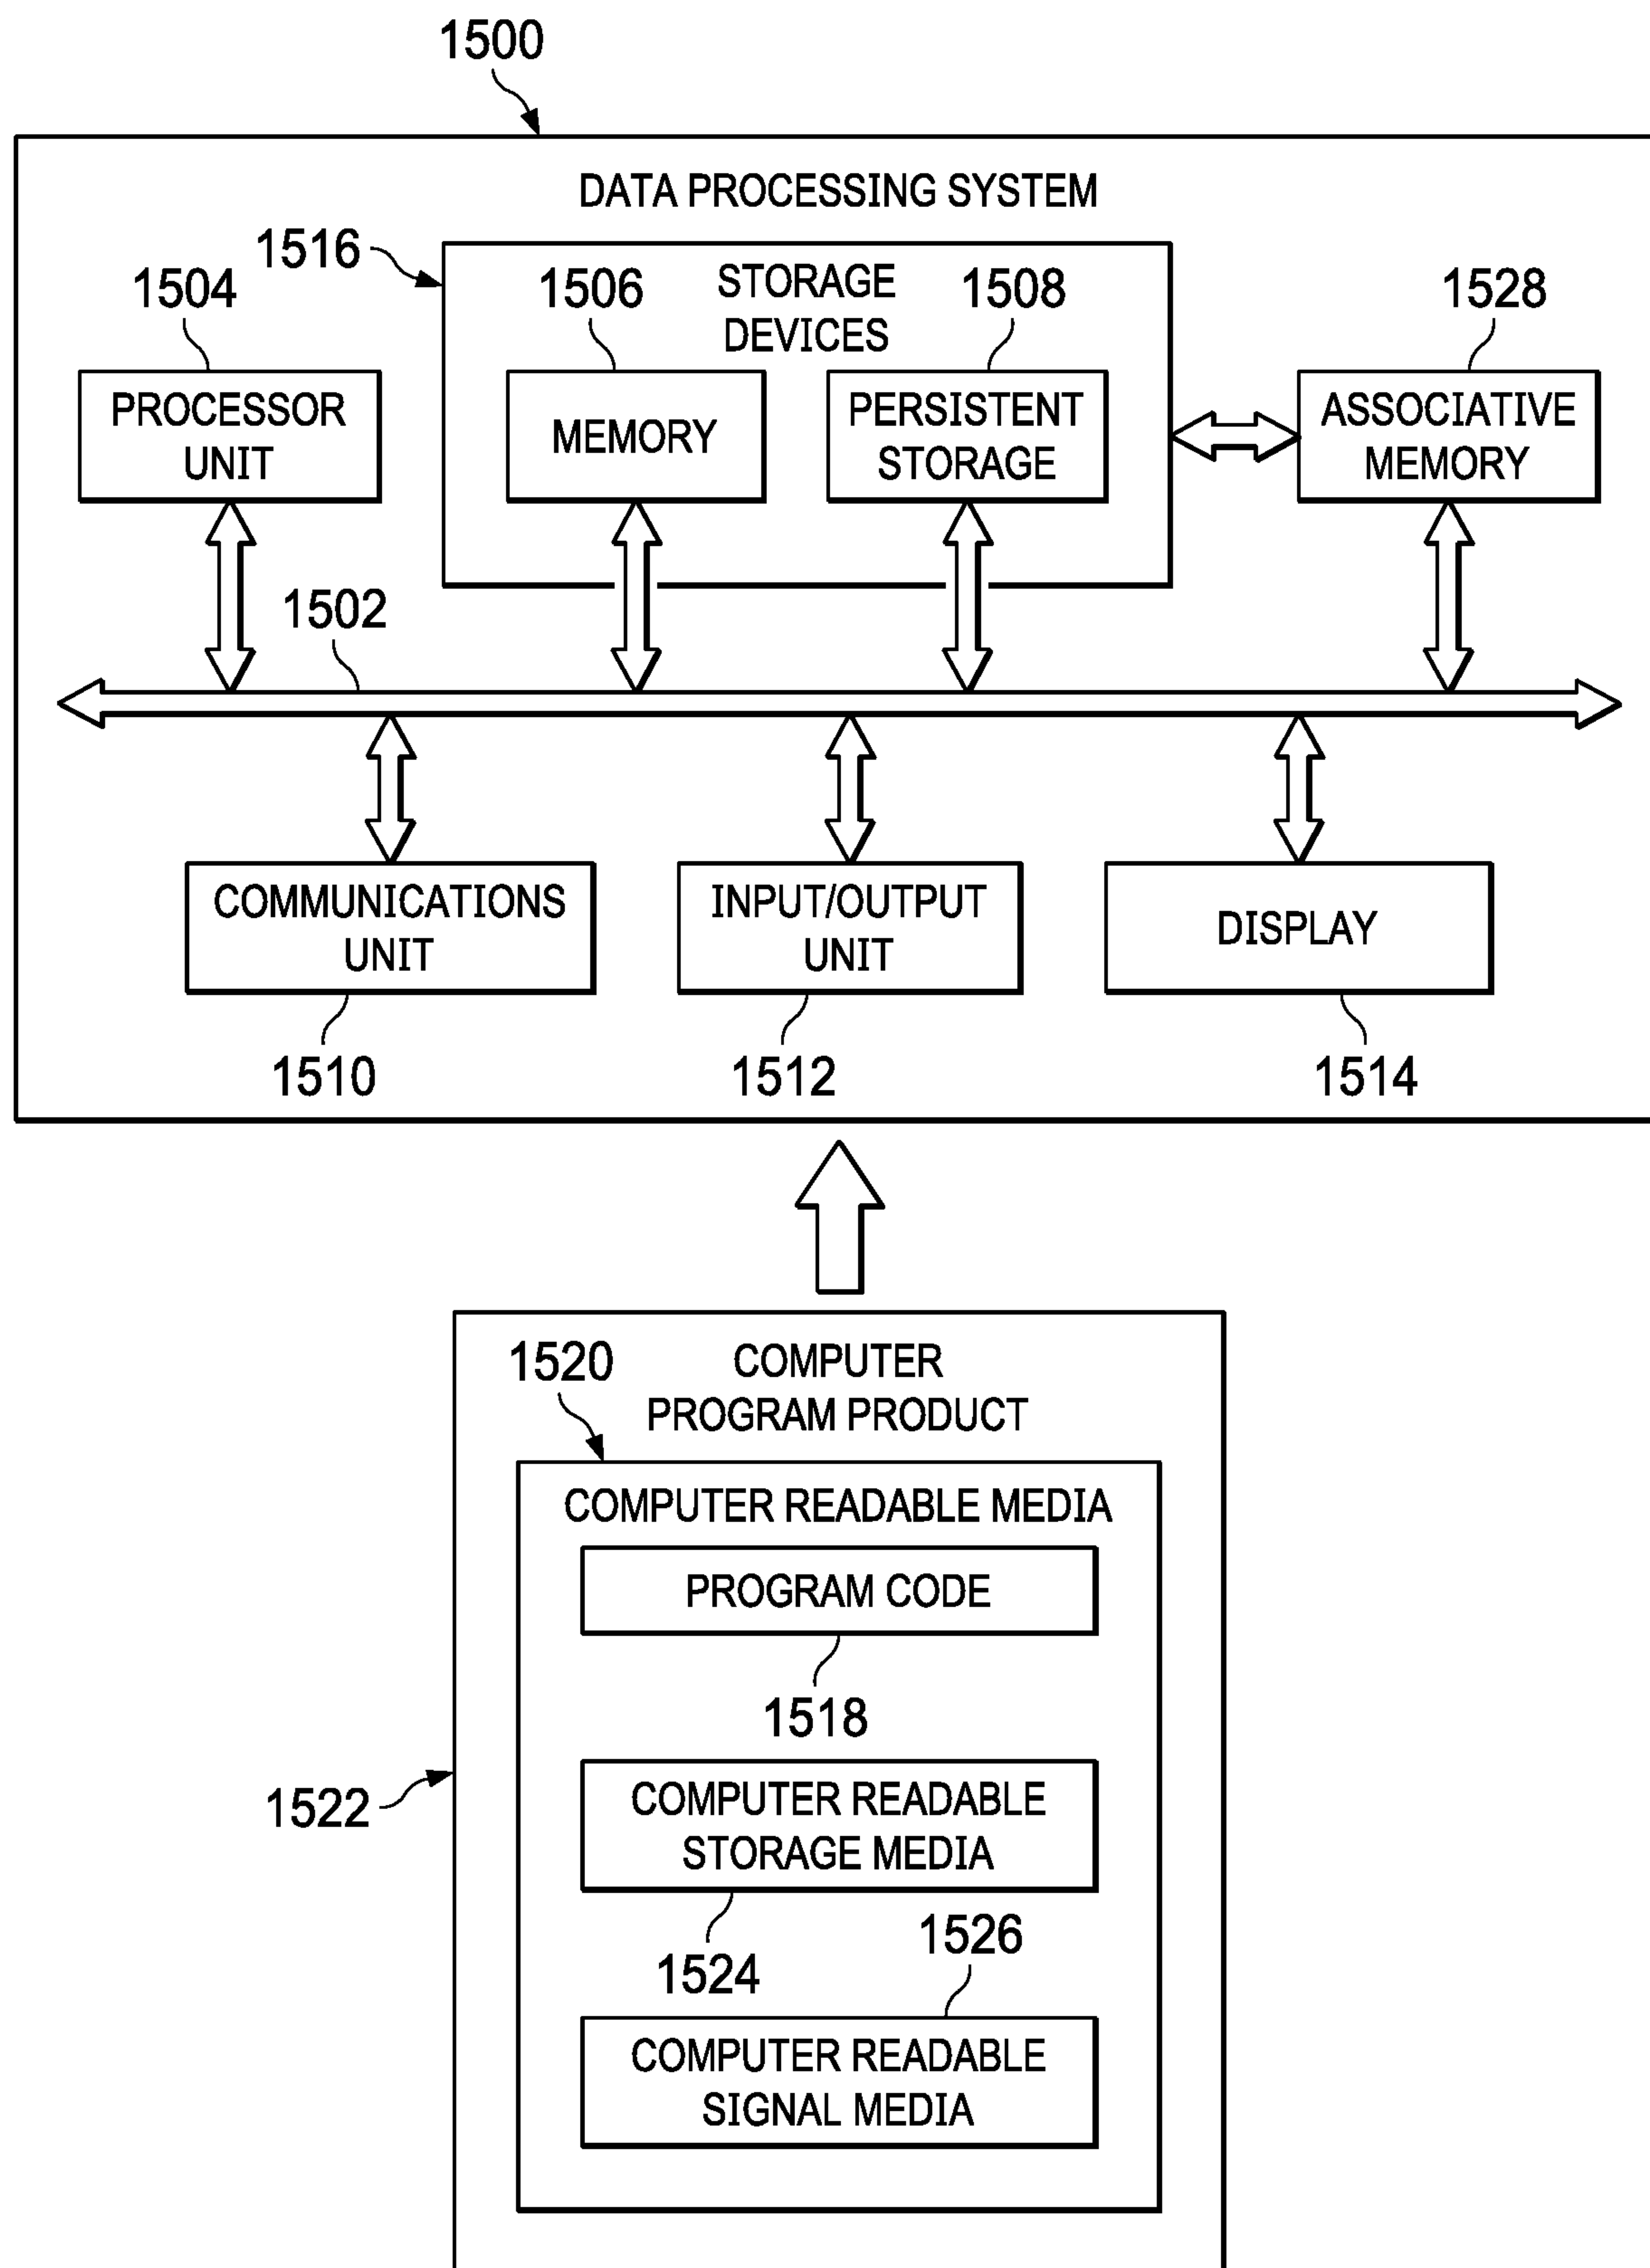 1500
DATA PROCESSING SYSTEM
1516
1504
1506
STORAGE
DEVICES
1508
1528
PROCESSOR
UNIT
MEMORY
PERSISTENT
STORAGE
ASSOCIATIVE
MEMORY
1502
COMMUNICATIONS
UNIT
INPUT/OUTPUT
UNIT
DISPLAY
1510
1512
1514
1520
COMPUTER
PROGRAM PRODUCT
COMPUTER READABLE MEDIA
PROGRAM CODE
1518
1522
COMPUTER READABLE
STORAGE MEDIA
1524
1526
COMPUTER READABLE
SIGNAL MEDIA